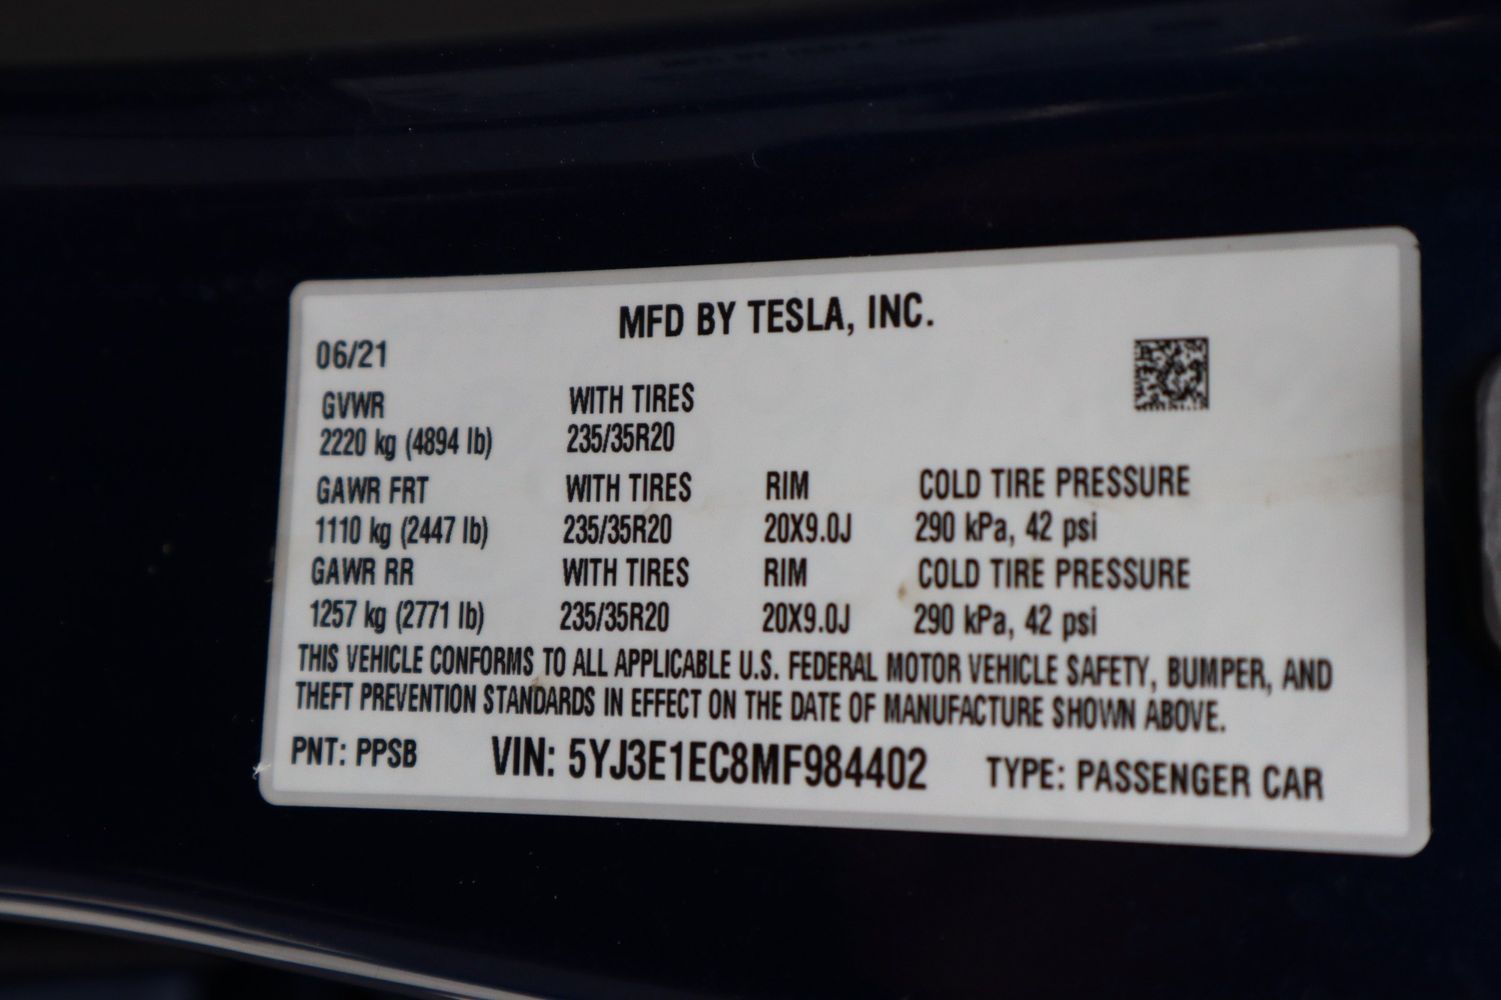 MFD BY TESLA, INC.
06/21
GVWR WITH TIRES
2220 kg (4894 lb) 235/35R20
GAWR FRT WITH TIRES RIM COLD TIRE PRESSURE
1110 kg (2447 lb) 235/35R20 20X9.0J 290 kPa, 42 psi
GAWR RR WITH TIRES RIM COLD TIRE PRESSURE
1257 kg (2771 lb) 235/35R20 20X9.0J 290 kPa, 42 psi
THIS VEHICLE CONFORMS TO ALL APPLICABLE U.S. FEDERAL MOTOR VEHICLE SAFETY, BUMPER, AND
THEFT PREVENTION STANDARDS IN EFFECT ON THE DATE OF MANUFACTURE SHOWN ABOVE.
PNT: PPSB VIN: 5YJ3E1EC8MF984402 TYPE: PASSENGER CAR